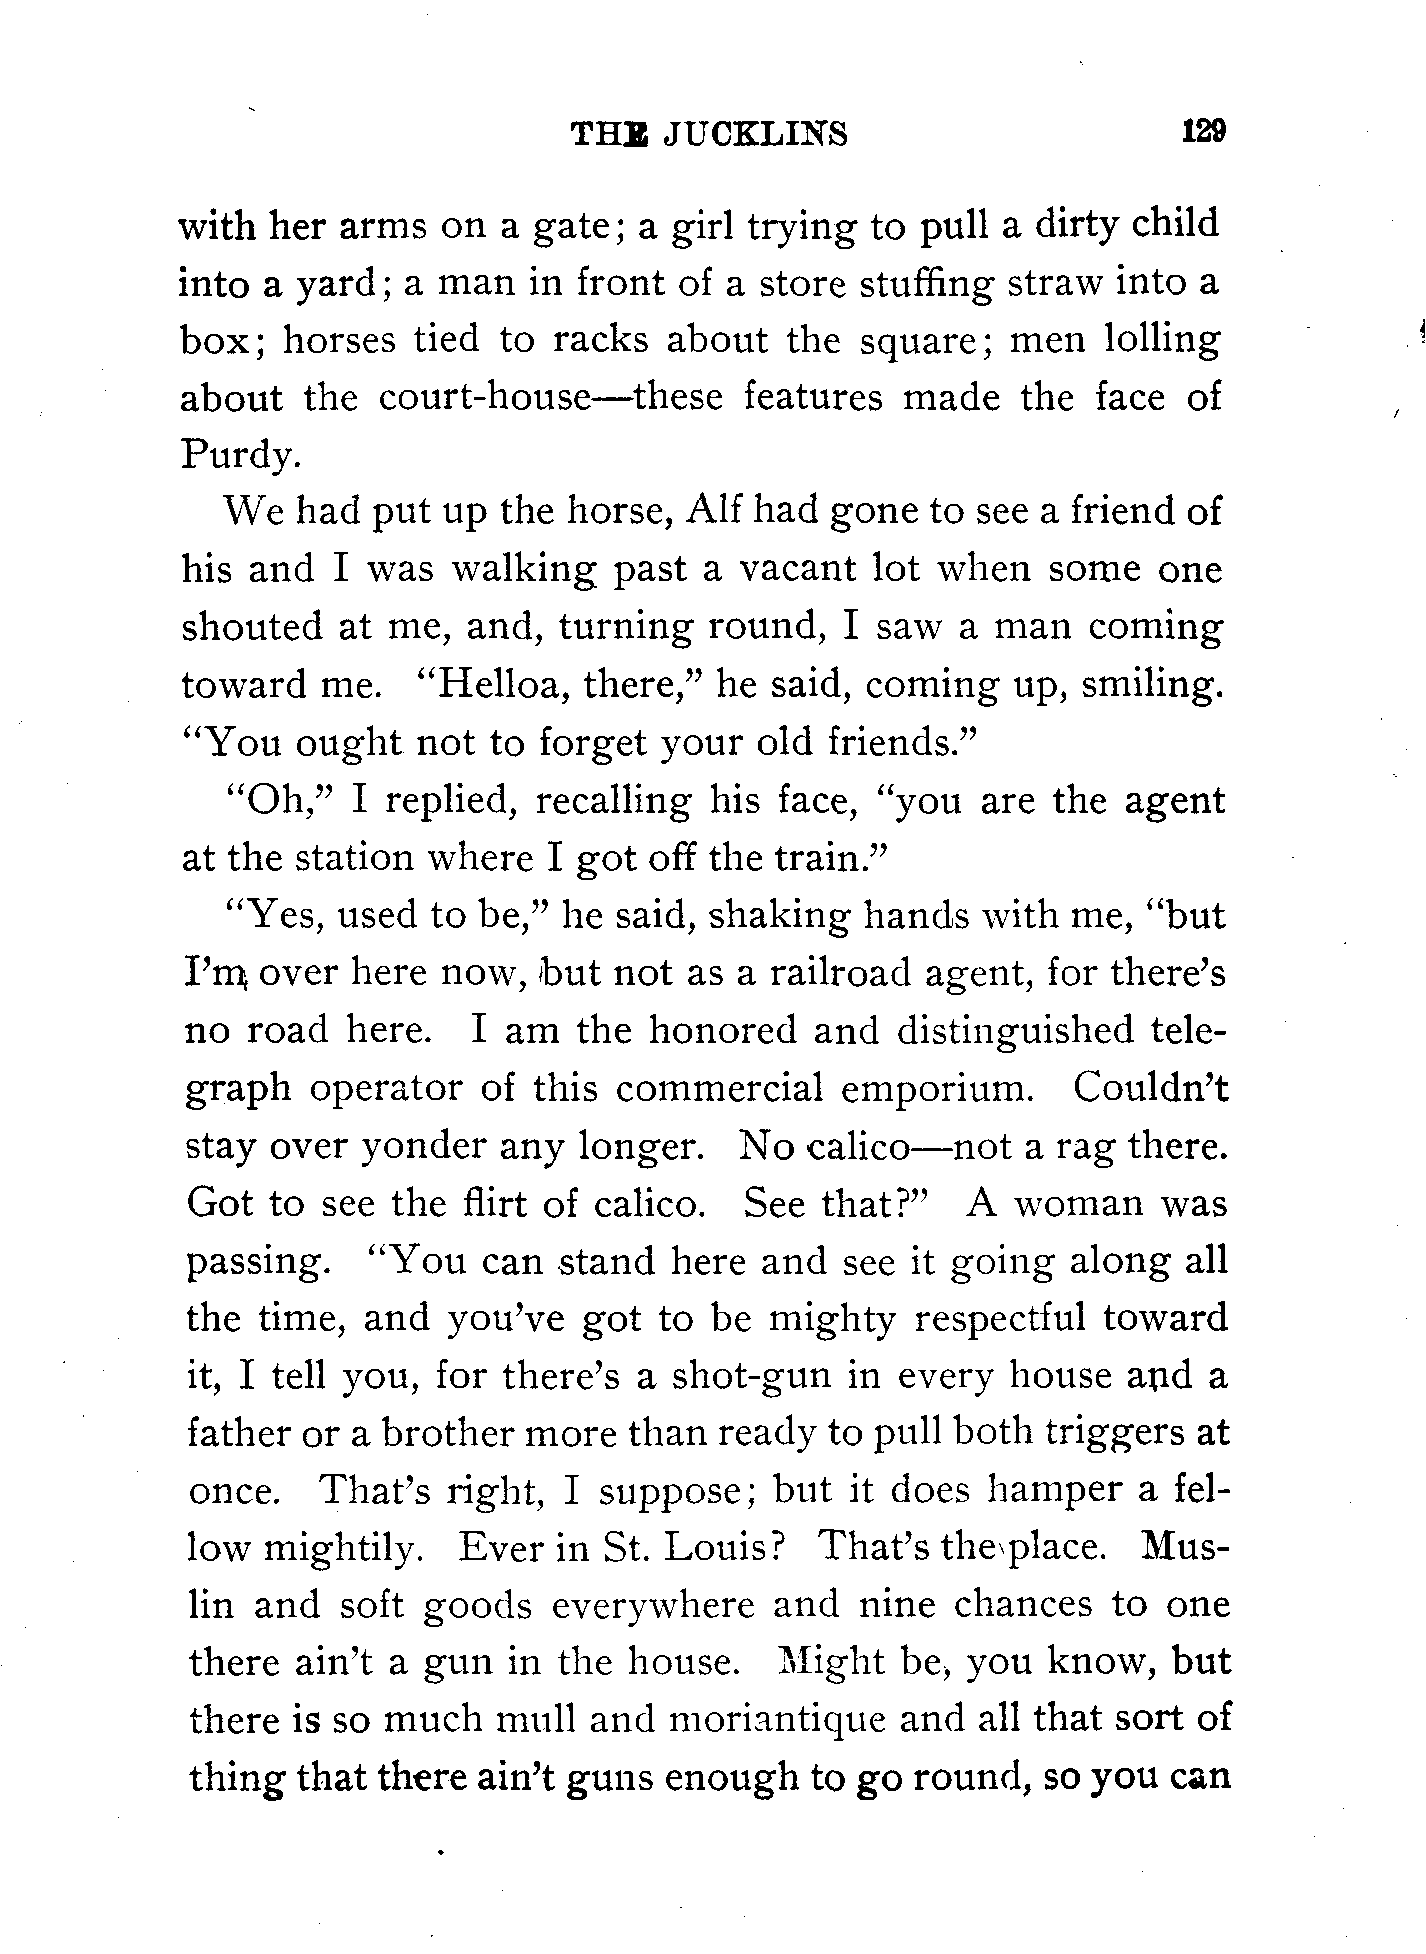 THE JUCKLINS 129
with her arms on a gate; a girl trying to pull a dirty child
into a yard; a man in front of a store stuffing straw into a
box; horses tied to racks about the square; men lolling
about the court-house—these features made the face of
Purdy.
We had put up the horse, Alf had gone to see a friend of
his and I was walking past a vacant lot when some one
shouted at me, and, turning round, I saw a man coming
toward me. “Helloa, there,” he said, coming up, smiling.
“You ought not to forget your old friends.”
“Oh,” I replied, recalling his face, “you are the agent
at the station where I got off the train.”
“Yes, used to be,” he said, shaking hands with me, “but
I’m over here now, but not as a railroad agent, for there’s
no road here. I am the honored and distinguished tele-
graph operator of this commercial emporium. Couldn’t
stay over yonder any longer. No calico—not a rag there.
Got to see the flirt of calico. See that?” A woman was
passing. “You can stand here and see it going along all
the time, and you’ve got to be mighty respectful toward
it, I tell you, for there’s a shot-gun in every house and a
father or a brother more than ready to pull both triggers at
once. That’s right, I suppose; but it does hamper a fel-
low mightily. Ever in St. Louis? That’s the place. Mus-
lin and soft goods everywhere and nine chances to one
there ain’t a gun in the house. Might be, you know, but
there is so much mull and moriantique and all that sort of
thing that there ain’t guns enough to go round, so you can